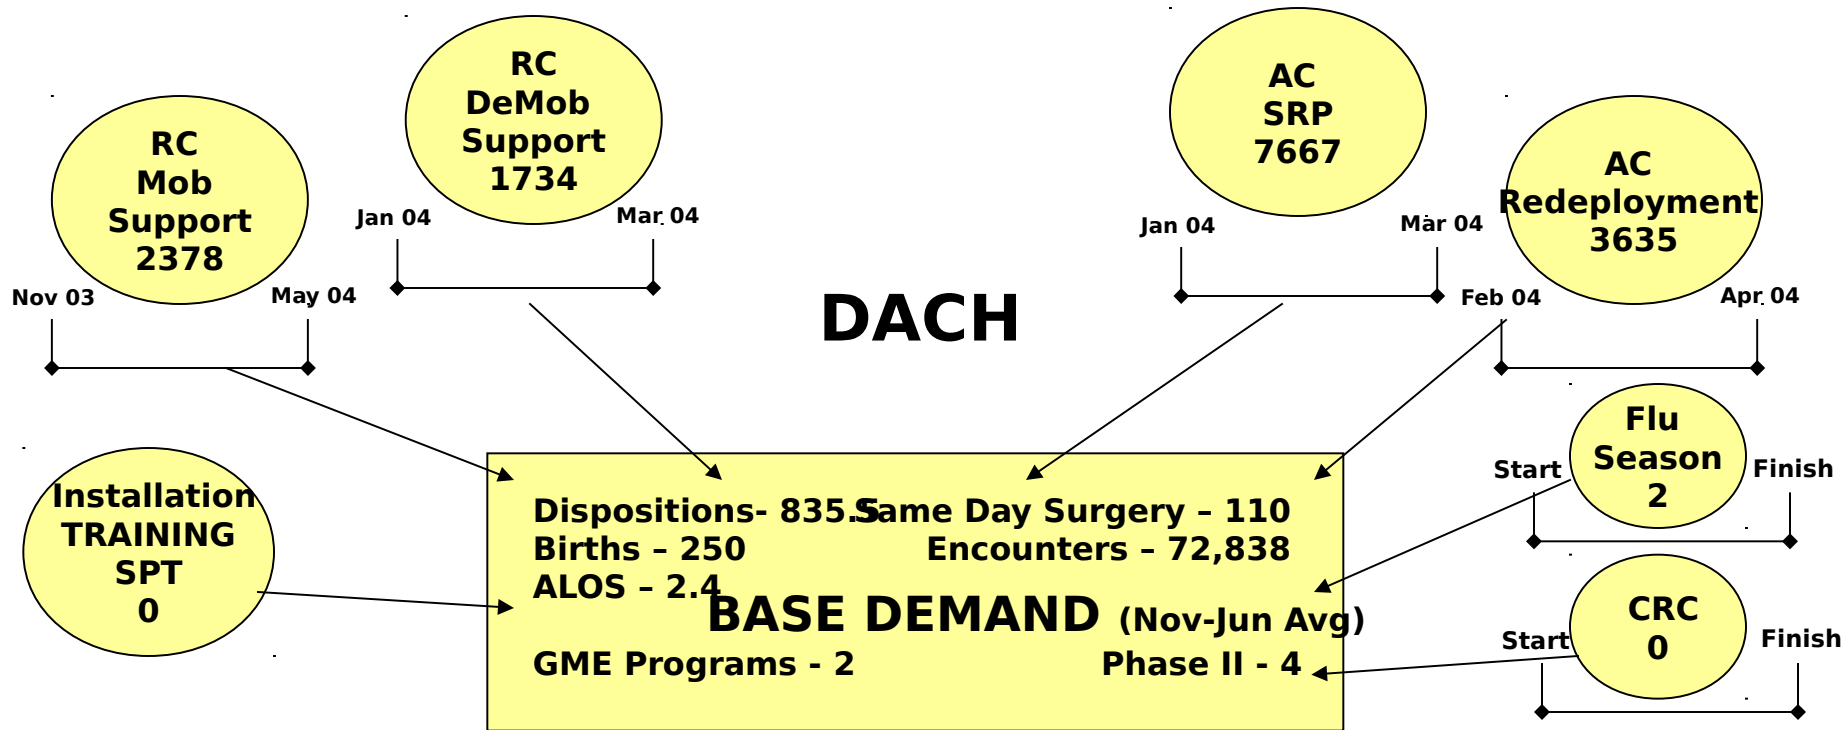 RC
DeMob
Support
1734
AC
SRP
7667
RC
Mob
Support
2378
AC
Redeployment
3635
Jan 04
Mar 04
Jan 04
Mar 04
Nov 03
May 04
Feb 04
Apr 04
DACH
Flu
Season
2
Start
Finish
Installation
TRAINING
SPT
0
Dispositions- 835.5
Same Day Surgery – 110
Births – 250
Encounters – 72,838
ALOS – 2.4
BASE DEMAND (Nov-Jun Avg)
GME Programs - 2
Phase II - 4
CRC
0
Start
Finish